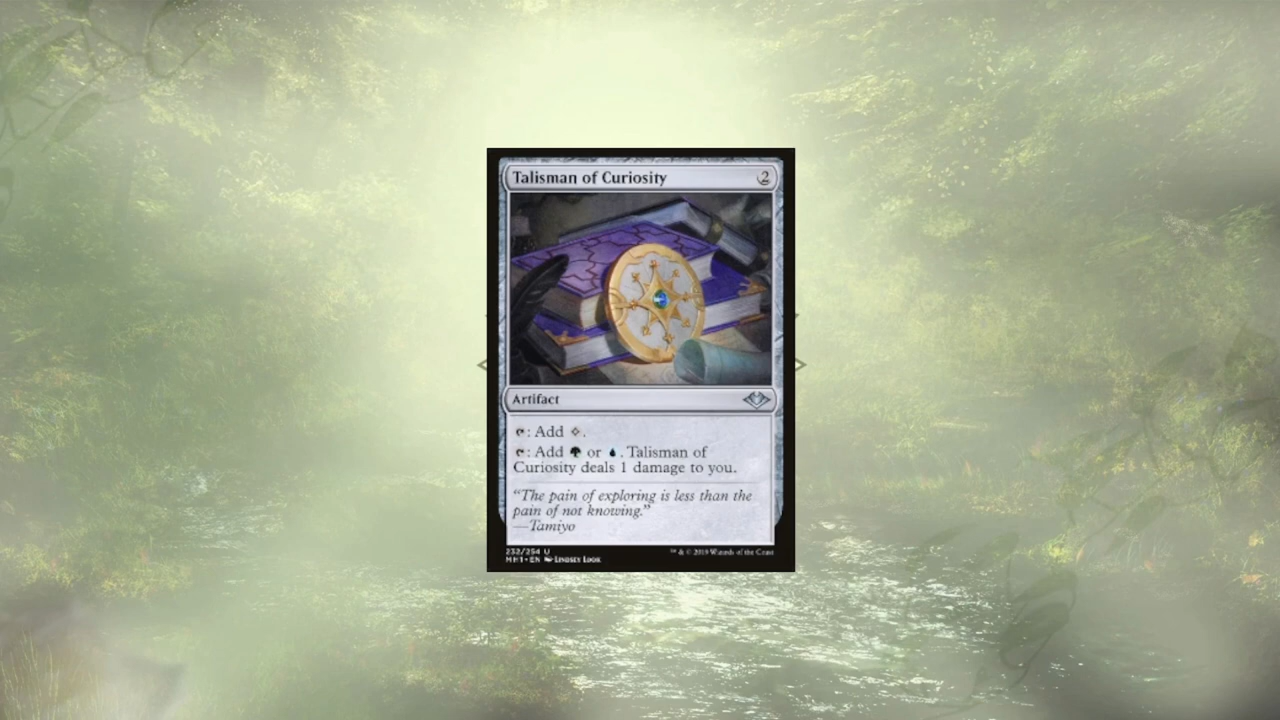 Talisman of Curiosity 2
Artifact
: Add .
: Add or . Talisman of
Curiosity deals 1 damage to you.
“The pain of exploring is less than the
pain of not knowing.”
—Tamiyo
232/254 U
MH1 • EN Lindsey Look
™ & © 2019 Wizards of the Coast